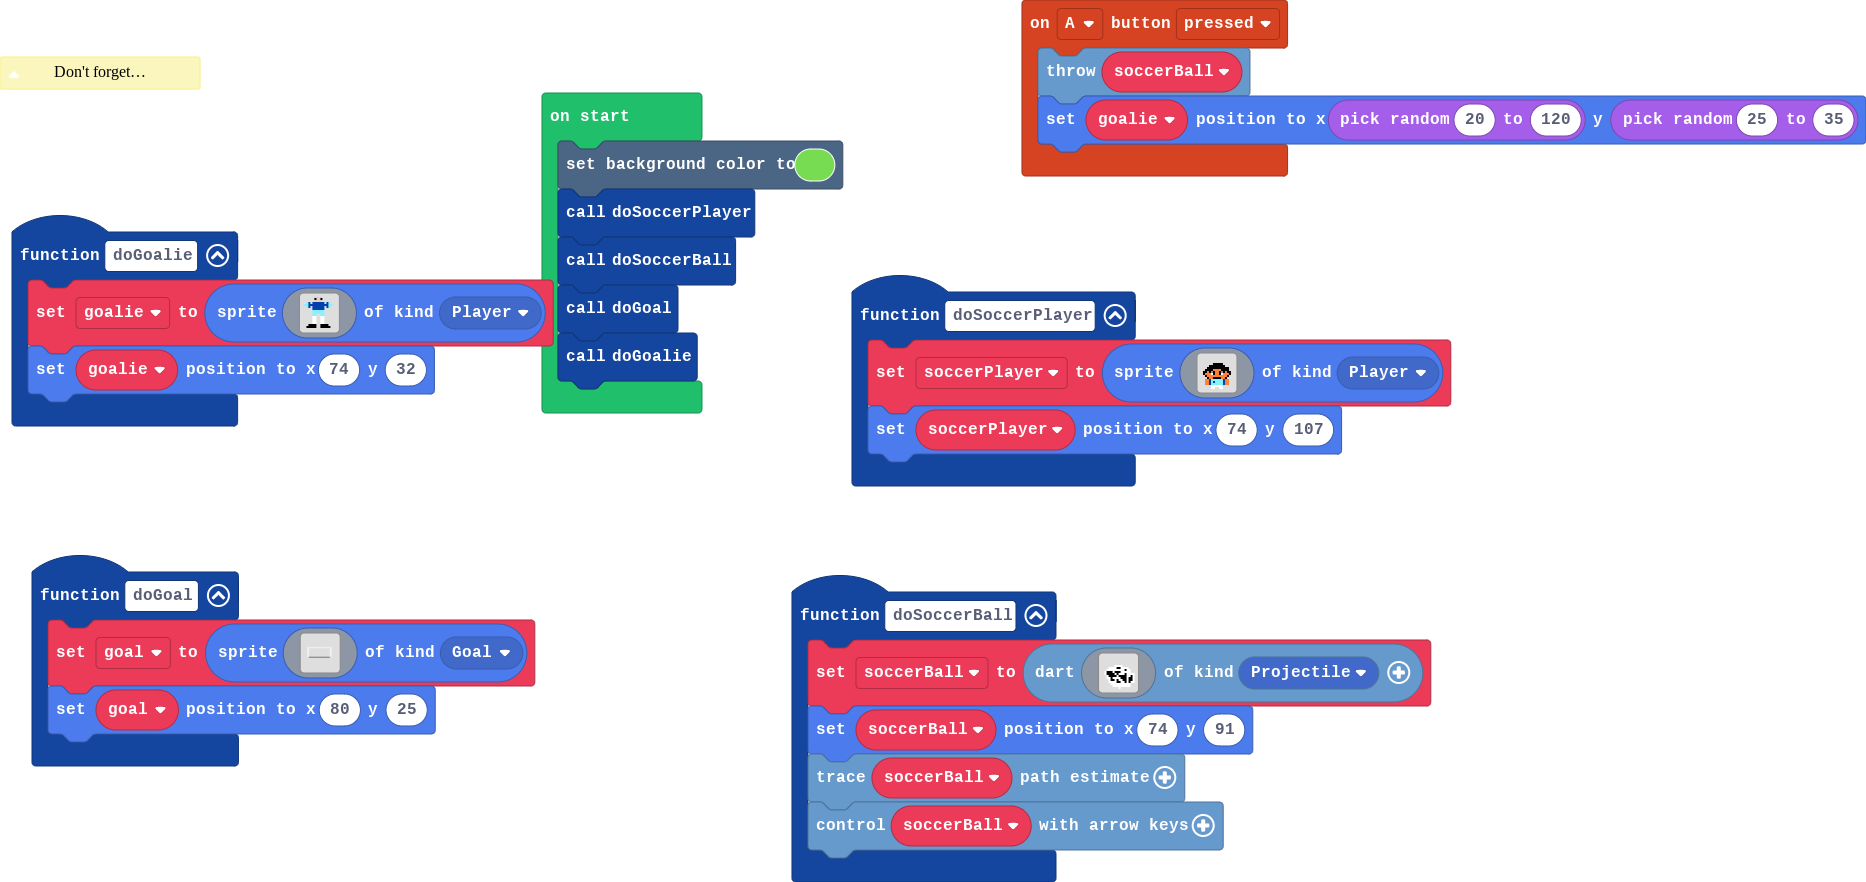 Don't forget…
on A button pressed
throw soccerBall
set goalie position to x pick random 20 to 120 y pick random 25 to 35
on start
set background color to
call doSoccerPlayer
call doSoccerBall
call doGoal
call doGoalie
function doGoalie
set goalie to sprite of kind Player
set goalie position to x 74 y 32
function doSoccerPlayer
set soccerPlayer to sprite of kind Player
set soccerPlayer position to x 74 y 107
function doGoal
set goal to sprite of kind Goal
set goal position to x 80 y 25
function doSoccerBall
set soccerBall to dart of kind Projectile
set soccerBall position to x 74 y 91
trace soccerBall path estimate
control soccerBall with arrow keys